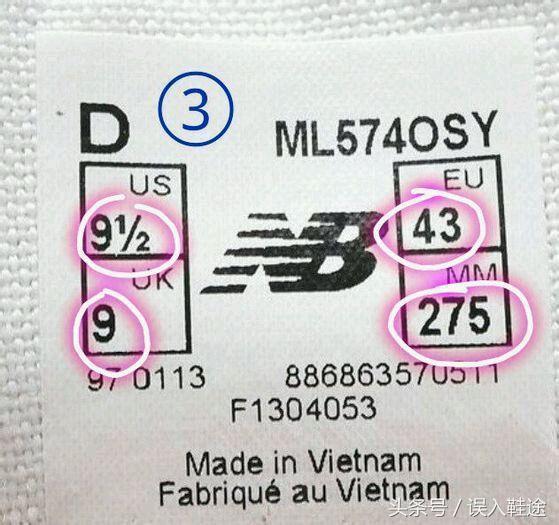 D ③ ML574OSY
US EU
9½ 43
UK MM
9 275
NB
97 0113 886863570511
F1304053
Made in Vietnam
Fabriqué au Vietnam
头条号/误入鞋途